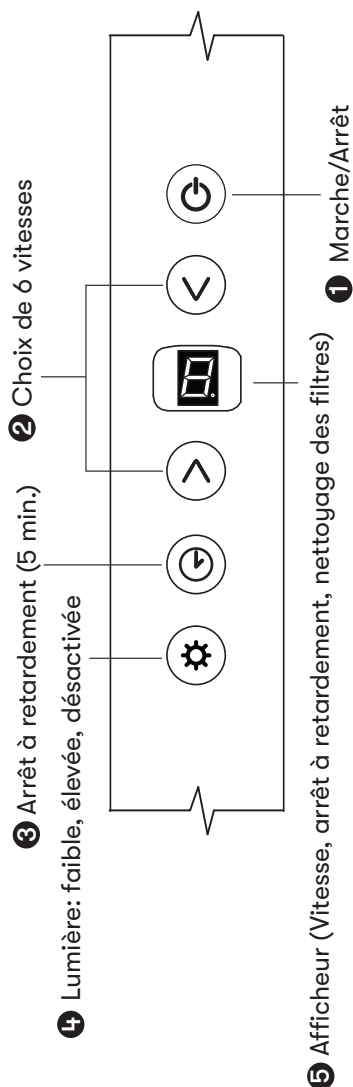 ❶ Marche/Arrêt
❷ Choix de 6 vitesses
❸ Arrêt à retardement (5 min.)
❹ Lumière: faible, élevée, désactivée
❺ Afficheur (Vitesse, arrêt à retardement, nettoyage des filtres)
8.